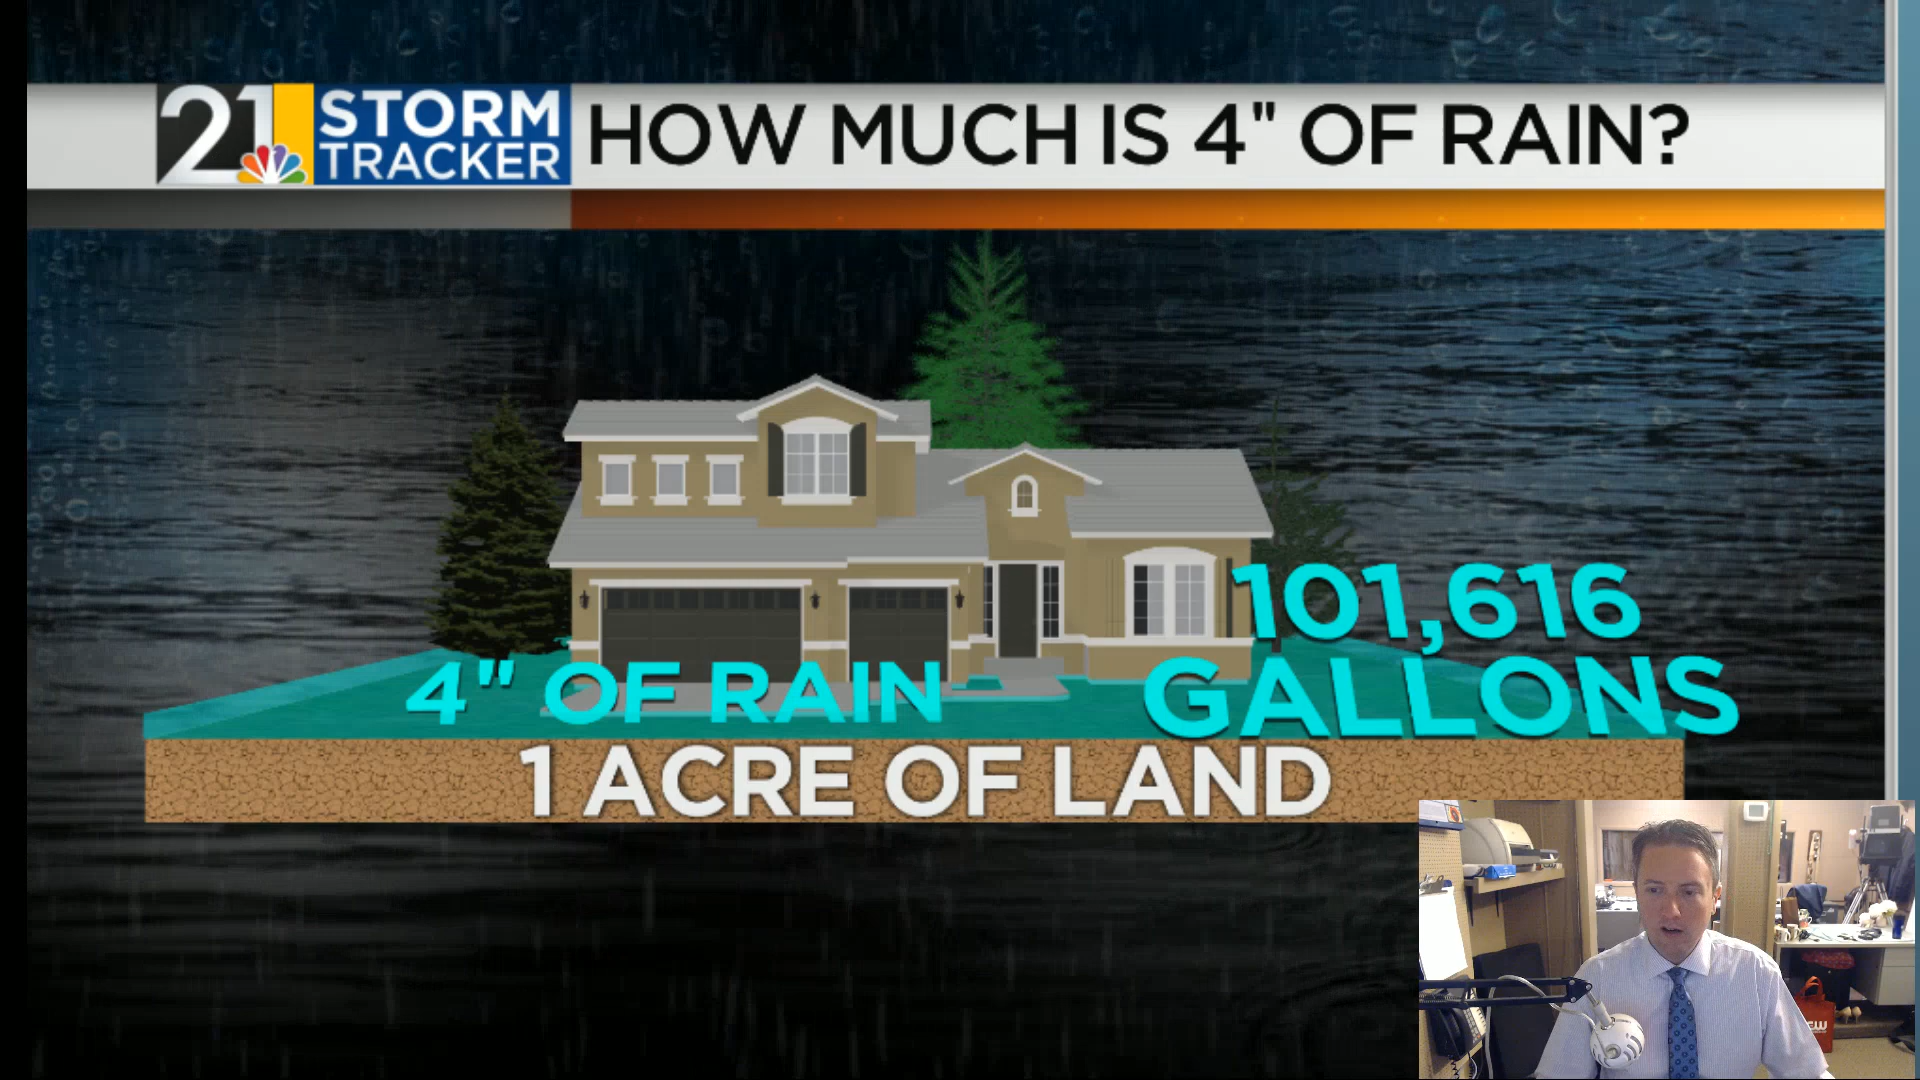 21 STORM TRACKER
HOW MUCH IS 4" OF RAIN?
101,616
GALLONS
4" OF RAIN
1 ACRE OF LAND